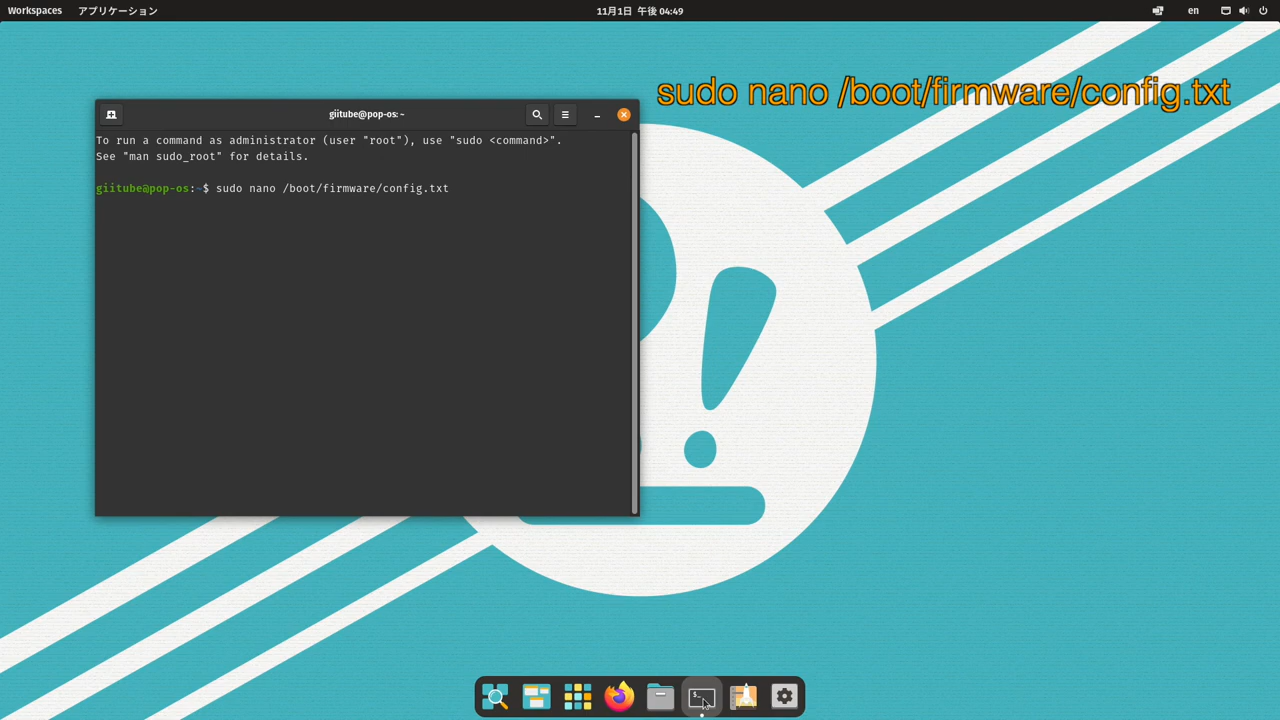 Workspaces アプリケーション 11月1日 午後 04:49 en
sudo nano /boot/firmware/config.txt
giitube@pop-os: ~
To run a command as administrator (user "root"), use "sudo <command>".
See "man sudo_root" for details.
giitube@pop-os:~$ sudo nano /boot/firmware/config.txt